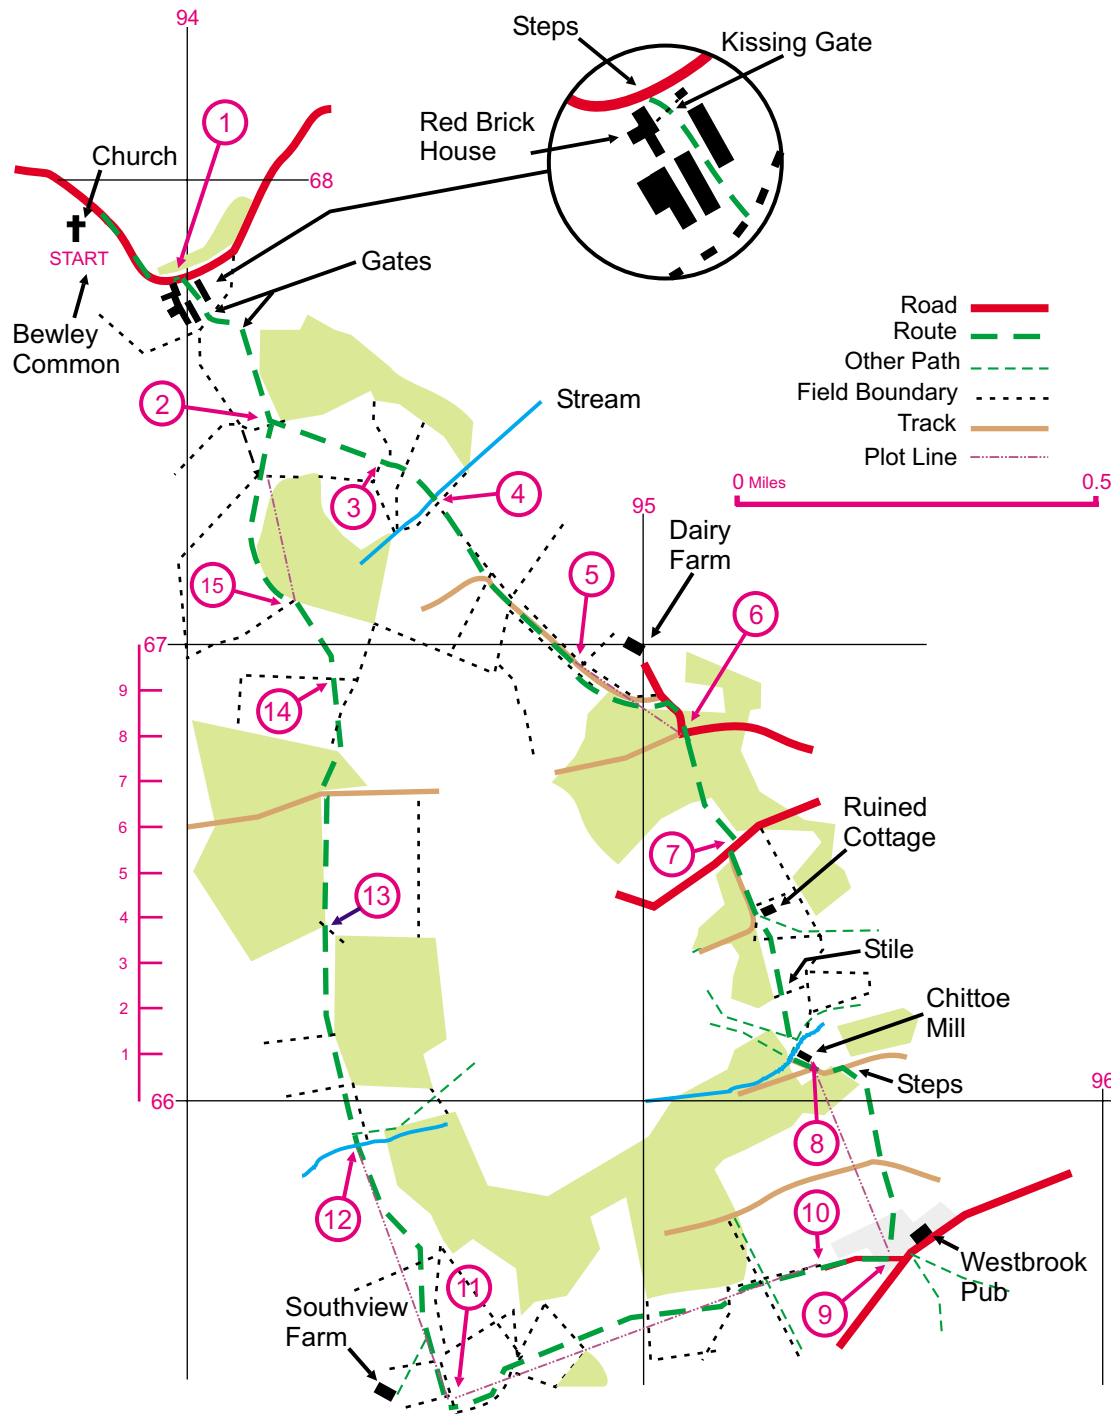 94
Steps
Kissing Gate
1
Red Brick
House
Church
68
START
Gates
Bewley
Common
Road
Route
Other Path
Field Boundary
Track
Plot Line
2
Stream
0 Miles
0.5
3
4
95
Dairy
Farm
5
6
15
67
9
14
8
7
Ruined
Cottage
6
7
5
13
4
Stile
3
Chittoe
Mill
2
1
Steps
96
66
8
12
10
Westbrook
Pub
11
9
Southview
Farm